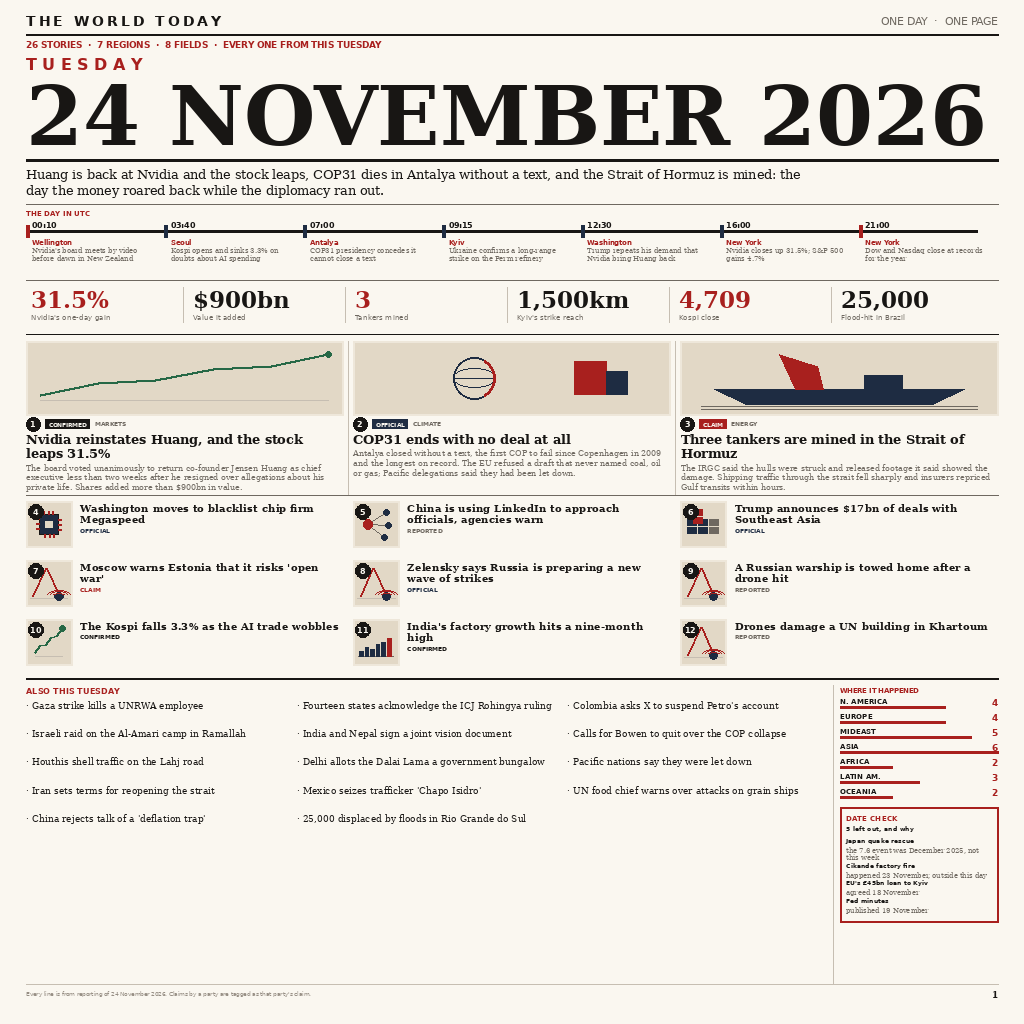 THE WORLD TODAY
ONE DAY · ONE PAGE
26 STORIES · 7 REGIONS · 8 FIELDS · EVERY ONE FROM THIS TUESDAY
TUESDAY
24 NOVEMBER 2026
Huang is back at Nvidia and the stock leaps, COP31 dies in Antalya without a text, and the Strait of Hormuz is mined: the
day the money roared back while the diplomacy ran out.
THE DAY IN UTC
00:10
Wellington
Nvidia's board meets by video
before dawn in New Zealand
03:40
Seoul
Kospi opens and sinks 3.3% on
doubts about AI spending
07:00
Antalya
COP31 presidency concedes it
cannot close a text
09:15
Kyiv
Ukraine confirms a long-range
strike on the Perm refinery
12:30
Washington
Trump repeats his demand that
Nvidia bring Huang back
16:00
New York
Nvidia closes up 31.5%; S&P 500
gains 4.7%
21:00
New York
Dow and Nasdaq close at records
for the year
31.5%
Nvidia's one-day gain
$900bn
Value it added
3
Tankers mined
1,500km
Kyiv's strike reach
4,709
Kospi close
25,000
Flood-hit in Brazil
1 CONFIRMED MARKETS
Nvidia reinstates Huang, and the stock
leaps 31.5%
The board voted unanimously to return co-founder Jensen Huang as chief
executive less than two weeks after he resigned over allegations about his
private life. Shares added more than $900bn in value.
2 OFFICIAL CLIMATE
COP31 ends with no deal at all
Antalya closed without a text, the first COP to fail since Copenhagen in 2009
and the longest on record. The EU refused a draft that never named coal, oil
or gas; Pacific delegations said they had been let down.
3 CLAIM ENERGY
Three tankers are mined in the Strait of
Hormuz
The IRGC said the hulls were struck and released footage it said showed the
damage. Shipping traffic through the strait fell sharply and insurers repriced
Gulf transits within hours.
4
Washington moves to blacklist chip firm
Megaspeed
OFFICIAL
5
China is using LinkedIn to approach
officials, agencies warn
REPORTED
6
Trump announces $17bn of deals with
Southeast Asia
OFFICIAL
7
Moscow warns Estonia that it risks 'open
war'
CLAIM
8
Zelensky says Russia is preparing a new
wave of strikes
OFFICIAL
9
A Russian warship is towed home after a
drone hit
REPORTED
10
The Kospi falls 3.3% as the AI trade wobbles
CONFIRMED
11
India's factory growth hits a nine-month
high
CONFIRMED
12
Drones damage a UN building in Khartoum
REPORTED
ALSO THIS TUESDAY
· Gaza strike kills a UNRWA employee
· Israeli raid on the Al-Amari camp in Ramallah
· Houthis shell traffic on the Lahj road
· Iran sets terms for reopening the strait
· China rejects talk of a 'deflation trap'
· Fourteen states acknowledge the ICJ Rohingya ruling
· India and Nepal sign a joint vision document
· Delhi allots the Dalai Lama a government bungalow
· Mexico seizes trafficker 'Chapo Isidro'
· 25,000 displaced by floods in Rio Grande do Sul
· Colombia asks X to suspend Petro's account
· Calls for Bowen to quit over the COP collapse
· Pacific nations say they were let down
· UN food chief warns over attacks on grain ships
WHERE IT HAPPENED
N. AMERICA 4
EUROPE 4
MIDEAST 5
ASIA 6
AFRICA 2
LATIN AM. 3
OCEANIA 2
DATE CHECK
5 left out, and why
Japan quake rescue
the 7.6 event was December 2025, not
this week
Cikande factory fire
happened 23 November, outside this day
EU's £45bn loan to Kyiv
agreed 18 November
Fed minutes
published 19 November
Every line is from reporting of 24 November 2026. Claims by a party are tagged as that party's claim.
1